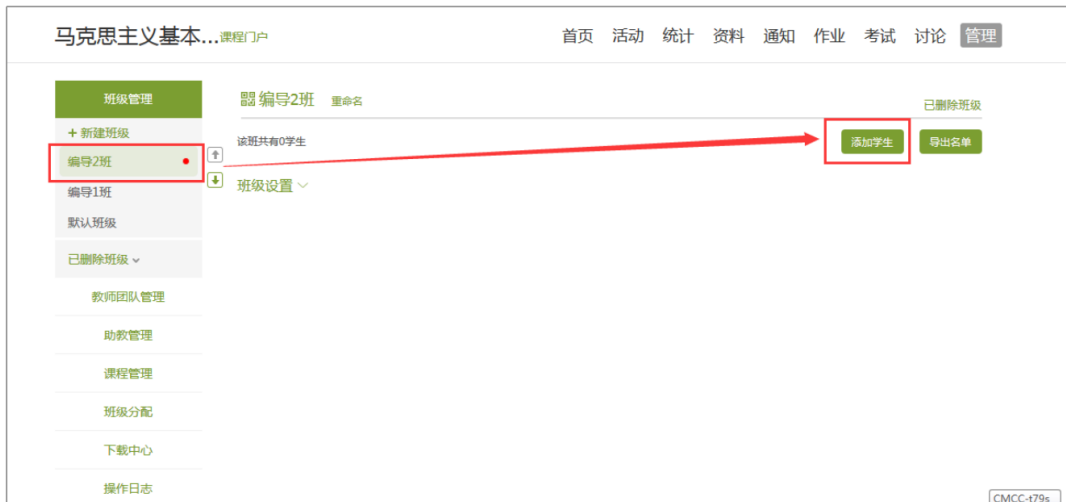 马克思主义基本...课程门户 首页 活动 统计 资料 通知 作业 考试 讨论 管理
班级管理
编导2班 重命名
已删除班级
+ 新建班级
该班共有0学生
添加学生 导出名单
编导2班
班级设置
编导1班
默认班级
已删除班级
教师团队管理
助教管理
课程管理
班级分配
下载中心
操作日志
CMCC-t79s